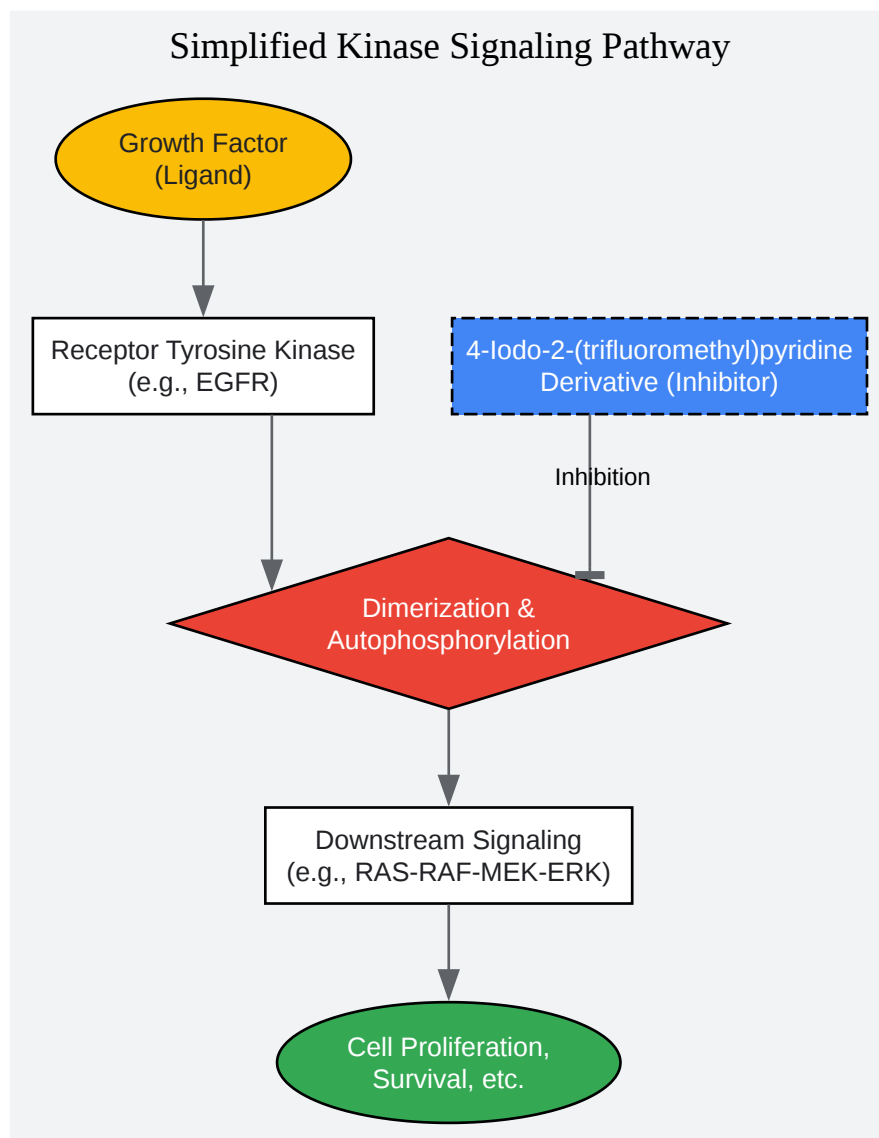 Simplified Kinase Signaling Pathway
Growth Factor
(Ligand)
Receptor Tyrosine Kinase
(e.g., EGFR)
4-Iodo-2-(trifluoromethyl)pyridine
Derivative (Inhibitor)
Inhibition
Dimerization &
Autophosphorylation
Downstream Signaling
(e.g., RAS-RAF-MEK-ERK)
Cell Proliferation,
Survival, etc.